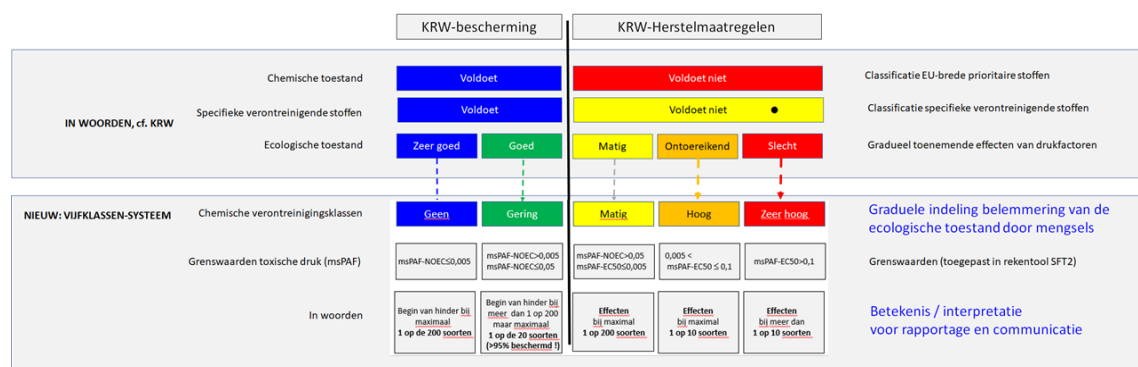 KRW-bescherming KRW-Herstelmaatregelen
Chemische toestand Voldoet Voldoet niet Classificatie EU-brede prioritaire stoffen
Specifieke verontreinigende stoffen Voldoet Voldoet niet Classificatie specifieke verontreinigende stoffen
IN WOORDEN, cf. KRW
Ecologische toestand Zeer goed Goed Matig Ontoereikend Slecht Gradueel toenemende effecten van drukfactoren
NIEUW: VIJFKLASSEN-SYSTEEM Chemische verontreinigingsklassen Geen Gering Matig Hoog Zeer hoog Graduele indeling belemmering van de
ecologische toestand door mengsels
Grenswaarden toxische druk (msPAF)
msPAF-NOEC≤0,005
msPAF-NOEC>0,005
msPAF-NOEC≤0,05
msPAF-NOEC>0,05
msPAF-EC50≤0,005
0,005 <
msPAF-EC50 ≤ 0,1
msPAF-EC50>0,1
Grenswaarden (toegepast in rekentool SFT2)
In woorden
Begin van hinder bij
maximaal
1 op de 200 soorten
Begin van hinder bij
meer dan 1 op 200
maar maximaal
1 op de 20 soorten
(>95% beschermd !)
Effecten
bij maximal
1 op 200 soorten
Effecten
bij maximal
1 op 10 soorten
Effecten
bij meer dan
1 op 10 soorten
Betekenis / interpretatie
voor rapportage en communicatie